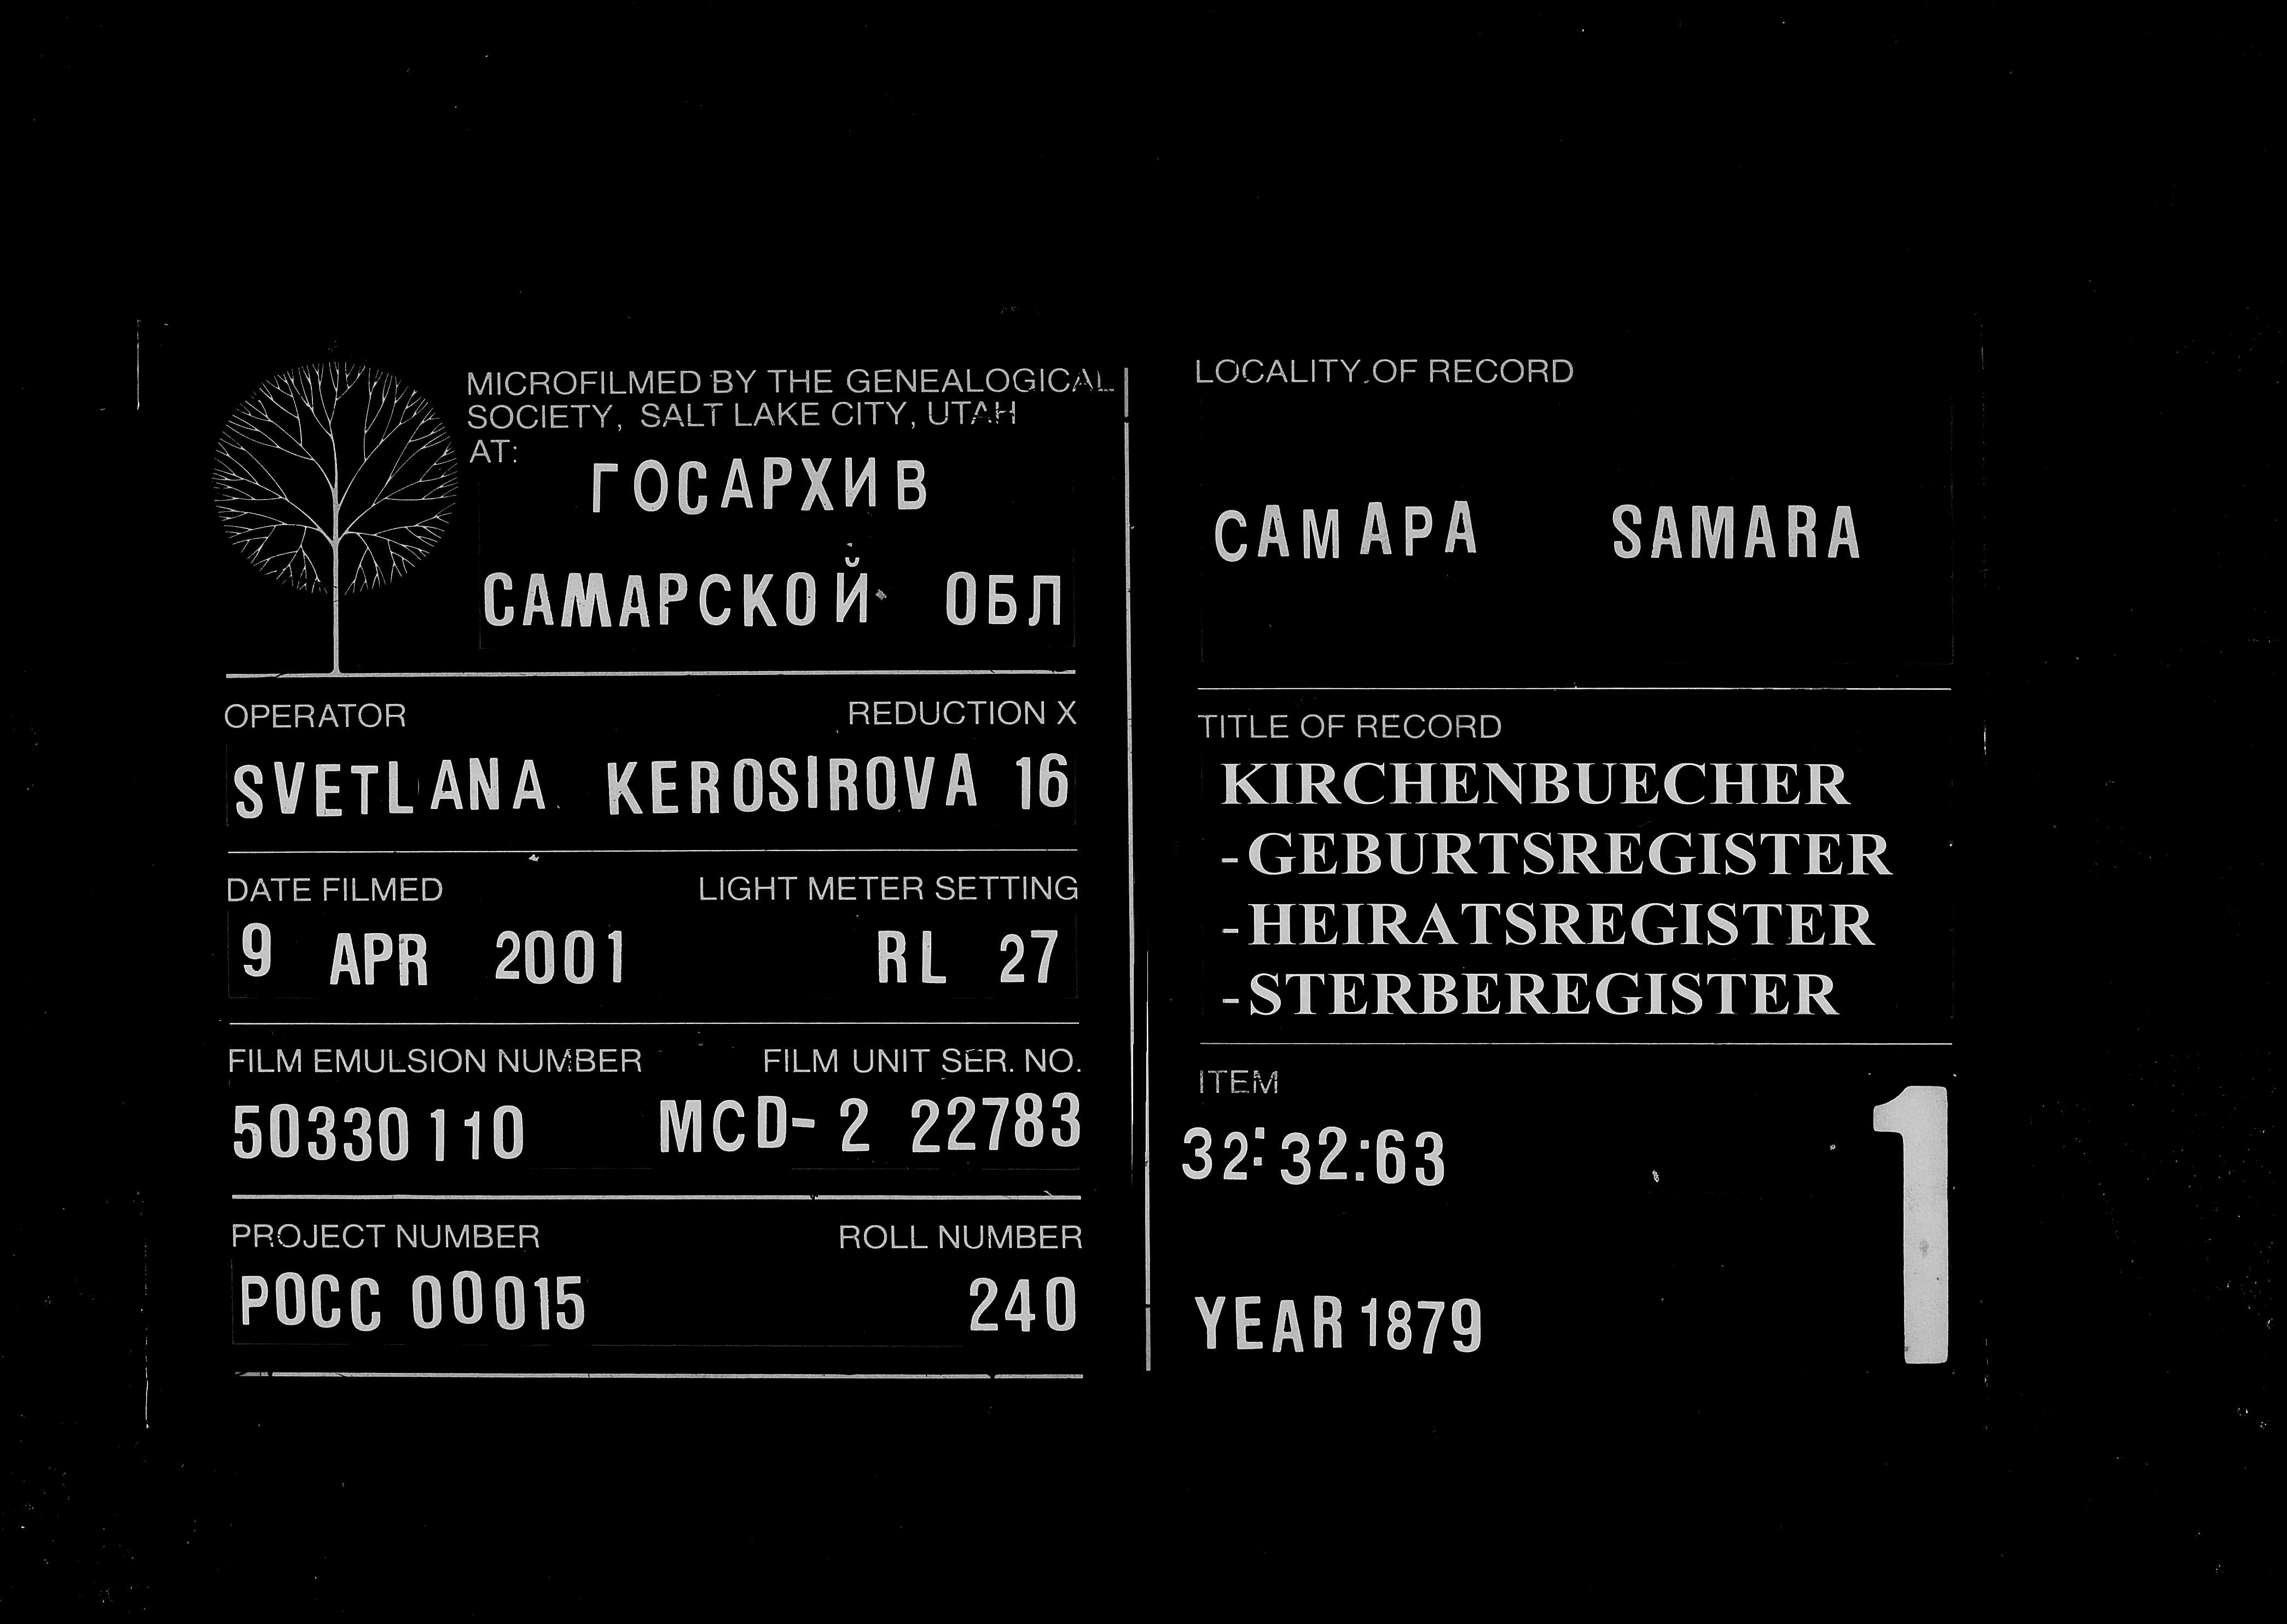 MICROFILMED BY THE GENEALOGICAL
SOCIETY, SALT LAKE CITY, UTAH
AT:
ГОСАРХИВ
САМАРСКОЙ ОБЛ
OPERATOR REDUCTION X
SVETLANA KEROSIROVA 16
DATE FILMED LIGHT METER SETTING
9 APR 2001 RL 27
FILM EMULSION NUMBER FILM UNIT SER. NO.
50330110 MCD-2 22783
PROJECT NUMBER ROLL NUMBER
РОСС 00015 240
LOCALITY OF RECORD
САМАРА SAMARA
TITLE OF RECORD
KIRCHENBUECHER
-GEBURTSREGISTER
-HEIRATSREGISTER
-STERBEREGISTER
ITEM
1
32:32:63
YEAR 1879